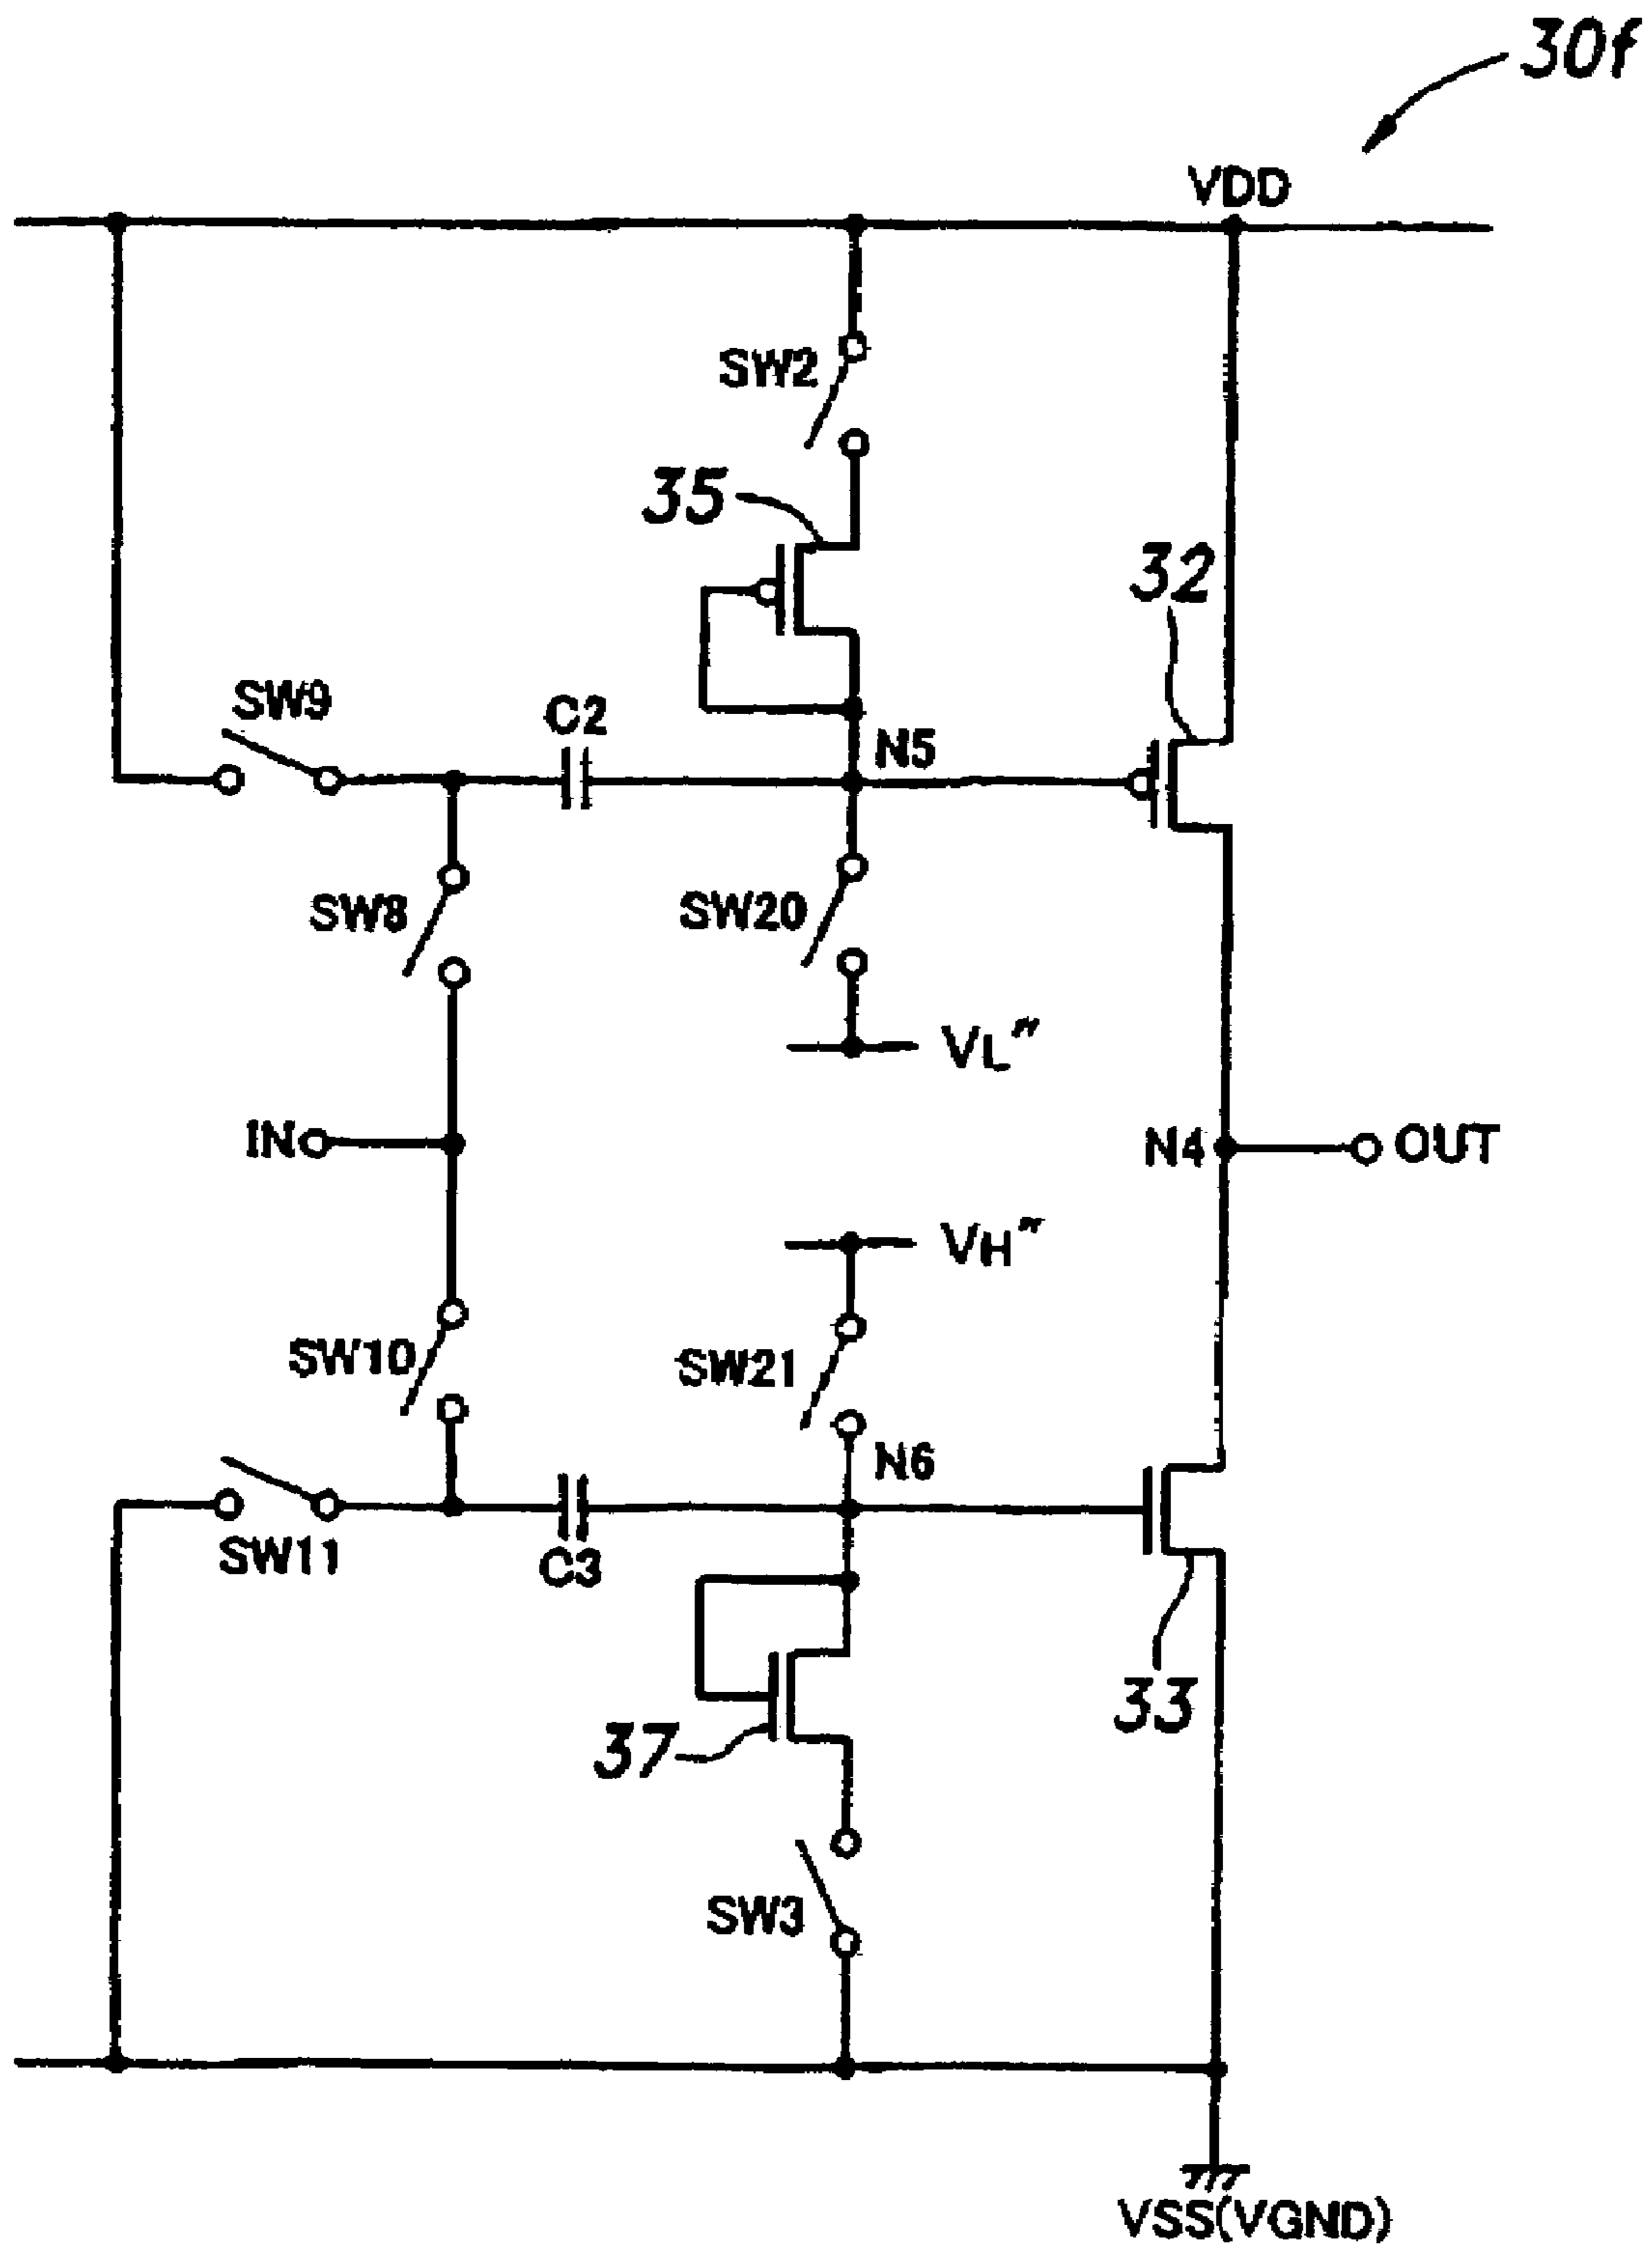 30f
VDD
SW2
35
32
SW9
C2
N5
SW8
SW20
VL"
IN
N4
OUT
VH"
SW10
SW21
N6
SW11
C3
37
33
SW3
VSS(VGND)